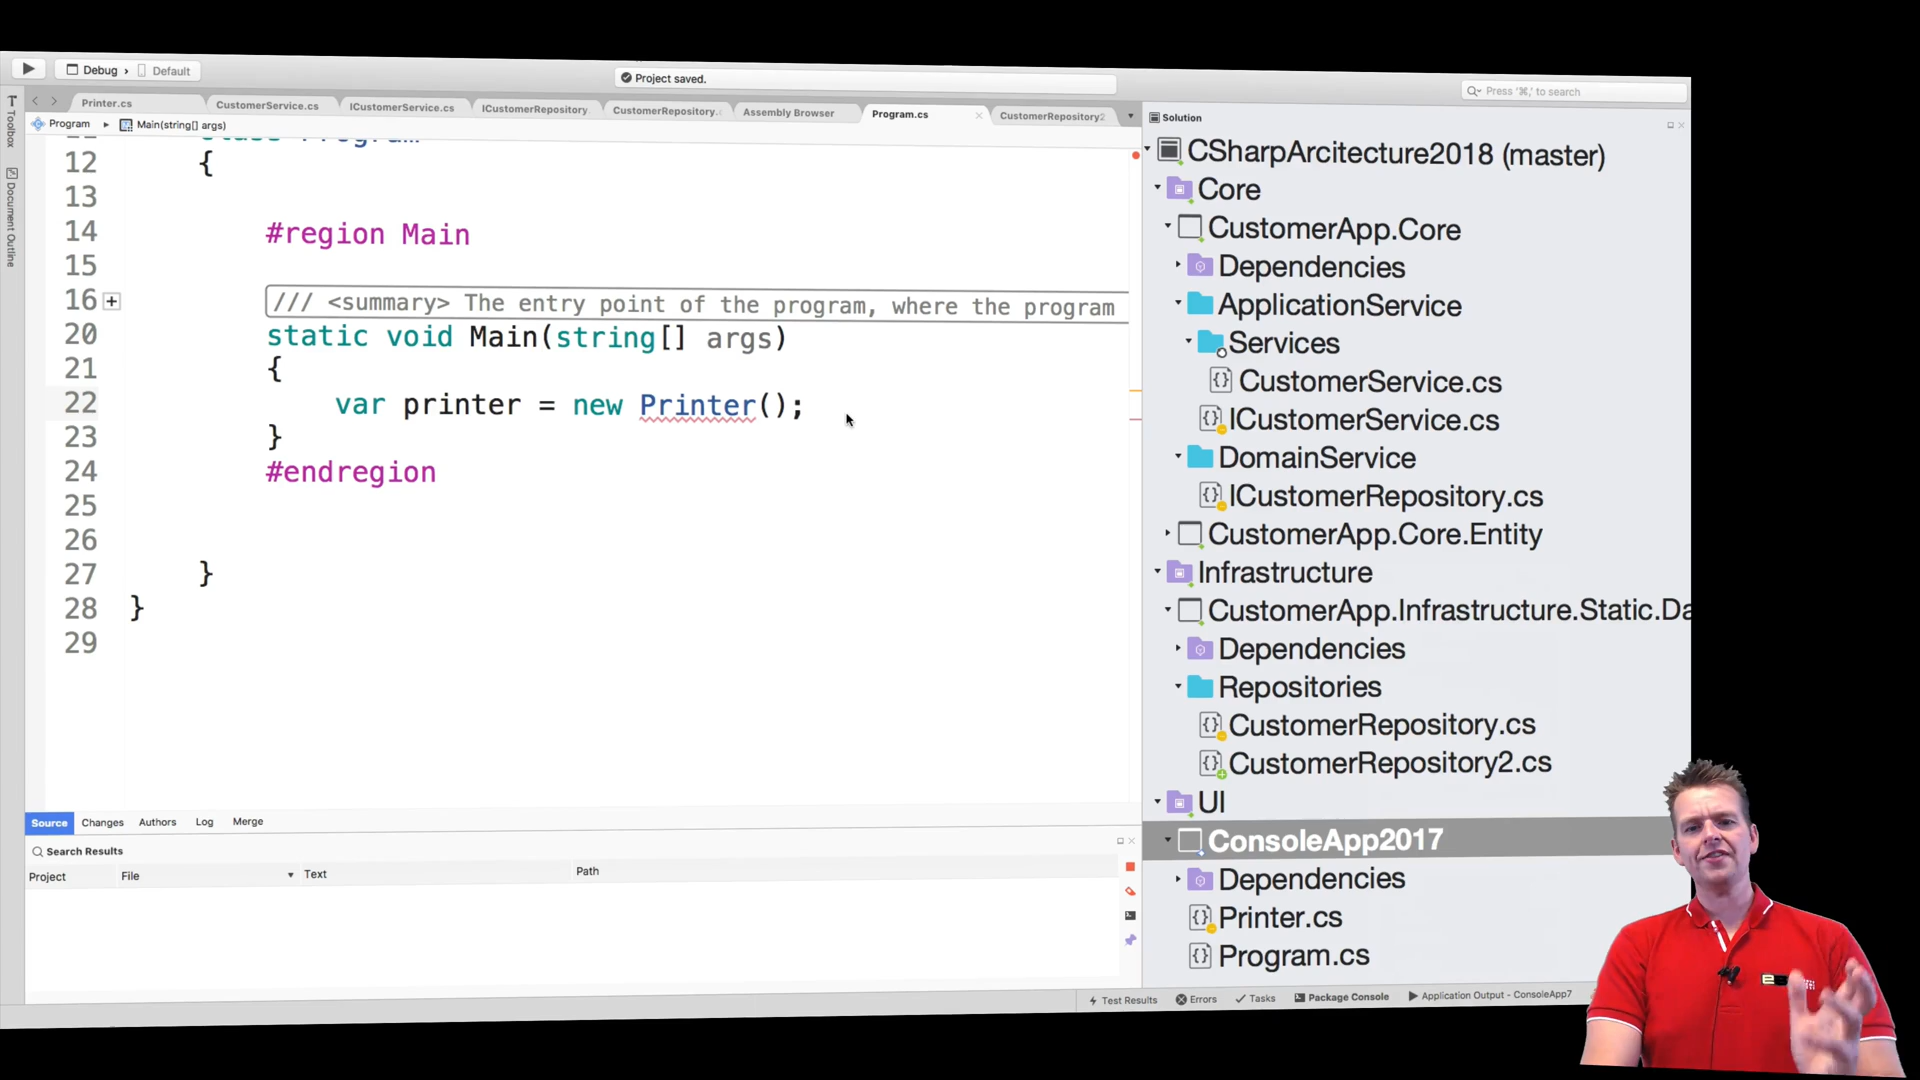 Debug › Default
Project saved.
Press '⌘,' to search
Toolbox
Document Outline
Printer.cs
CustomerService.cs
ICustomerService.cs
ICustomerRepository
CustomerRepository.
Assembly Browser
Program.cs
CustomerRepository2
Program
Main(string[] args)
12 {
13
14 #region Main
15
16 /// <summary> The entry point of the program, where the program
20 static void Main(string[] args)
21 {
22 var printer = new Printer();
23 }
24 #endregion
25
26
27 }
28 }
29
Source Changes Authors Log Merge
Search Results
Project File Text Path
Solution
CSharpArcitecture2018 (master)
Core
CustomerApp.Core
Dependencies
ApplicationService
Services
CustomerService.cs
ICustomerService.cs
DomainService
ICustomerRepository.cs
CustomerApp.Core.Entity
Infrastructure
CustomerApp.Infrastructure.Static.Da
Dependencies
Repositories
CustomerRepository.cs
CustomerRepository2.cs
UI
ConsoleApp2017
Dependencies
Printer.cs
Program.cs
Test Results Errors Tasks Package Console Application Output - ConsoleApp7